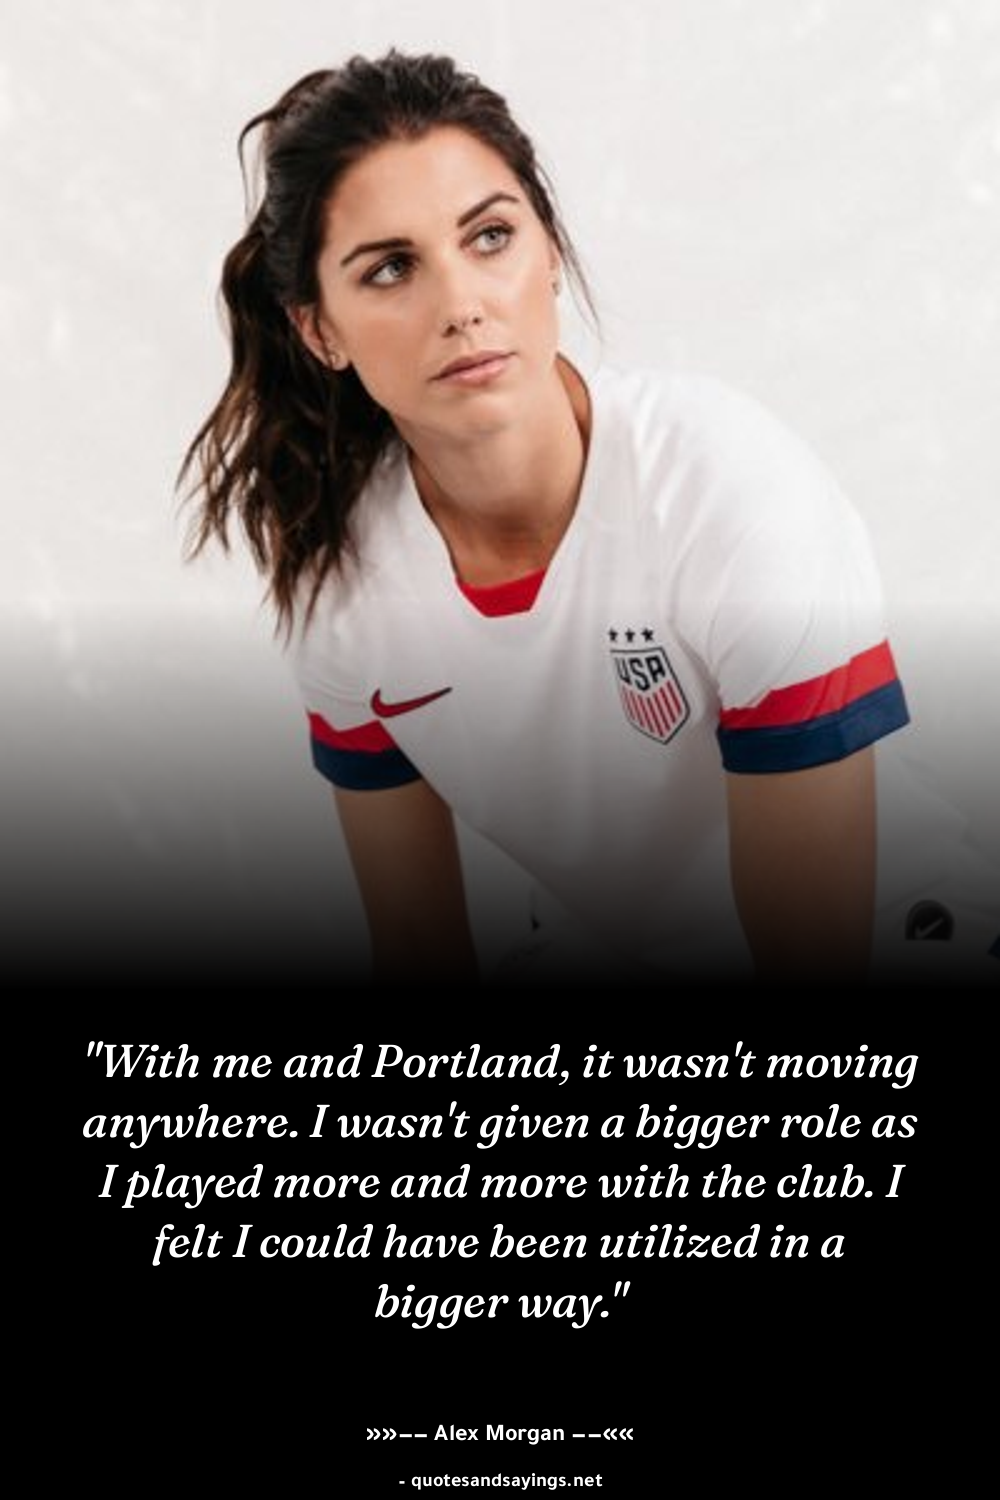 USA
"With me and Portland, it wasn't moving
anywhere. I wasn't given a bigger role as
I played more and more with the club. I
felt I could have been utilized in a
bigger way."
»»–– Alex Morgan ––««
- quotesandsayings.net